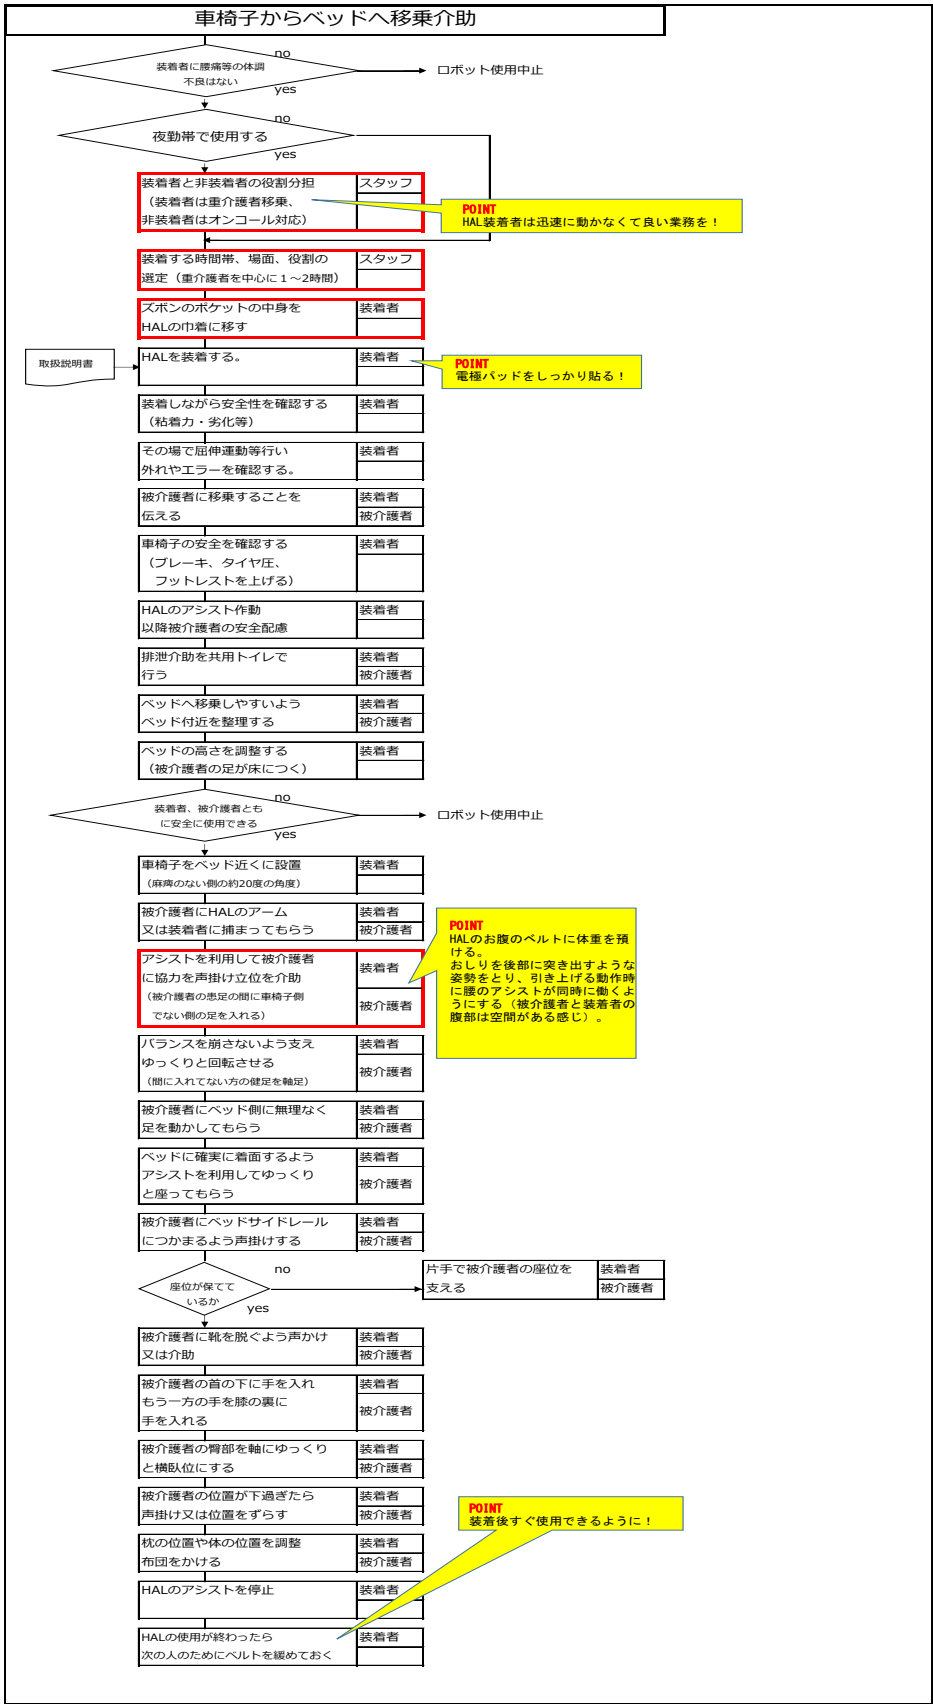 車椅子からベッドへ移乗介助
no
装着者に腰痛等の体調
不良はない
ロボット使用中止
yes
no
夜勤帯で使用する
yes
装着者と非装着者の役割分担
スタッフ
（装着者は重介護者移乗、
非装着者はオンコール対応）
POINT
HAL装着者は迅速に動かなくて良い業務を！
装着する時間帯、場面、役割の
スタッフ
選定（重介護者を中心に１～2時間）
ズボンのポケットの中身を
装着者
HALの巾着に移す
取扱説明書
HALを装着する。
装着者
POINT
電極パッドをしっかり貼る！
装着しながら安全性を確認する
装着者
（粘着力・劣化等）
その場で屈伸運動等行い
装着者
外れやエラーを確認する。
被介護者に移乗することを
装着者
伝える
被介護者
車椅子の安全を確認する
装着者
（ブレーキ、タイヤ圧、
フットレストを上げる）
HALのアシスト作動
装着者
以降被介護者の安全配慮
排泄介助を共用トイレで
装着者
行う
被介護者
ベッドへ移乗しやすいよう
装着者
ベッド付近を整理する
被介護者
ベッドの高さを調整する
装着者
（被介護者の足が床につく）
no
装着者、被介護者とも
に安全に使用できる
ロボット使用中止
yes
車椅子をベッド近くに設置
装着者
（麻痺のない側の約20度の角度）
被介護者にHALのアーム
装着者
又は装着者に捕まってもらう
被介護者
POINT
HALのお腹のベルトに体重を預
ける。
おしりを後部に突き出すような
姿勢をとり、引き上げる動作時
に腰のアシストが同時に働くよ
うにする（被介護者と装着者の
腹部は空間がある感じ）。
アシストを利用して被介護者
装着者
に協力を声掛け立位を介助
（被介護者の患足の間に車椅子側
被介護者
でない側の足を入れる）
バランスを崩さないよう支え
装着者
ゆっくりと回転させる
被介護者
（間に入れてない方の健足を軸足）
被介護者にベッド側に無理なく
装着者
足を動かしてもらう
被介護者
ベッドに確実に着面するよう
装着者
アシストを利用してゆっくり
被介護者
と座ってもらう
被介護者にベッドサイドレール
装着者
につかまるよう声掛けする
被介護者
no
座位が保てて
いるか
yes
片手で被介護者の座位を
装着者
支える
被介護者
被介護者に靴を脱ぐよう声かけ
装着者
又は介助
被介護者
被介護者の首の下に手を入れ
装着者
もう一方の手を膝の裏に
被介護者
手を入れる
被介護者の臀部を軸にゆっくり
装着者
と横臥位にする
被介護者
被介護者の位置が下過ぎたら
装着者
声掛け又は位置をずらす
被介護者
POINT
装着後すぐ使用できるように！
枕の位置や体の位置を調整
装着者
布団をかける
被介護者
HALのアシストを停止
装着者
HALの使用が終わったら
装着者
次の人のためにベルトを緩めておく